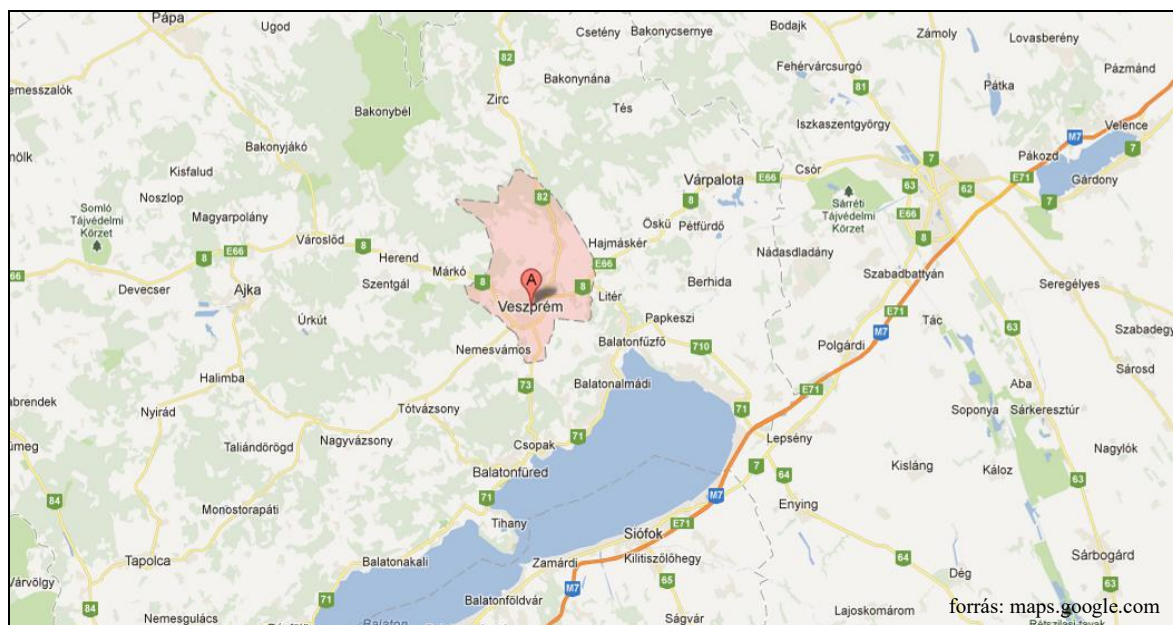 Pápa
Ugod
Csetény
Bakonycsernye
Bodajk
Zámoly
Lovasberény
82
Bakonynána
Fehérvárcsurgó
81
Pátka
Pázmánd
Zirc
Tés
Bakonybél
Iszkaszentgyörgy
Velence
M7
7
Bakonyjákó
Kisfalud
Várpalota
E66
Csór
7
Pákozd
E71
Gárdony
63
62
7
Noszlop
82
8
Sárréti
Tájvédelmi
Körzet
E66
Somló
Tájvédelmi
Körzet
Magyarpolány
Öskü
Pétfürdő
8
Városlőd
Hajmáskér
Nádasdladány
E66
8
Herend
8
Márkó
8
E66
A
8
Szabadbattyán
Szentgál
Berhida
Seregélyes
Devecser
Ajka
Veszprém
Litér
E71
Úrkút
Papkeszi
Tác
63
Szabadegy
M7
Nemesvámos
Balatonfűzfő
710
Polgárdi
Halimba
73
Balatonalmádi
E71
Aba
Sárosd
Nyirád
Tótvázsony
71
Soponya
Sárkeresztúr
Taliándörögd
Nagyvázsony
Csopak
71
Lepsény
Nagylók
Balatonfüred
7
64
Kisláng
Káloz
63
84
71
M7
Enying
Monostorapáti
Tihany
E71
Siófok
Tapolca
Balatonakali
Zamárdi
Kilitiszőlőhegy
64
Sárbogárd
Várvölgy
M7
65
Dég
63
84
71
Balatonföldvár
Nemesgulács
Ságvár
Lajoskomárom
forrás: maps.google.com
Balaton
Rétszilasi tavak